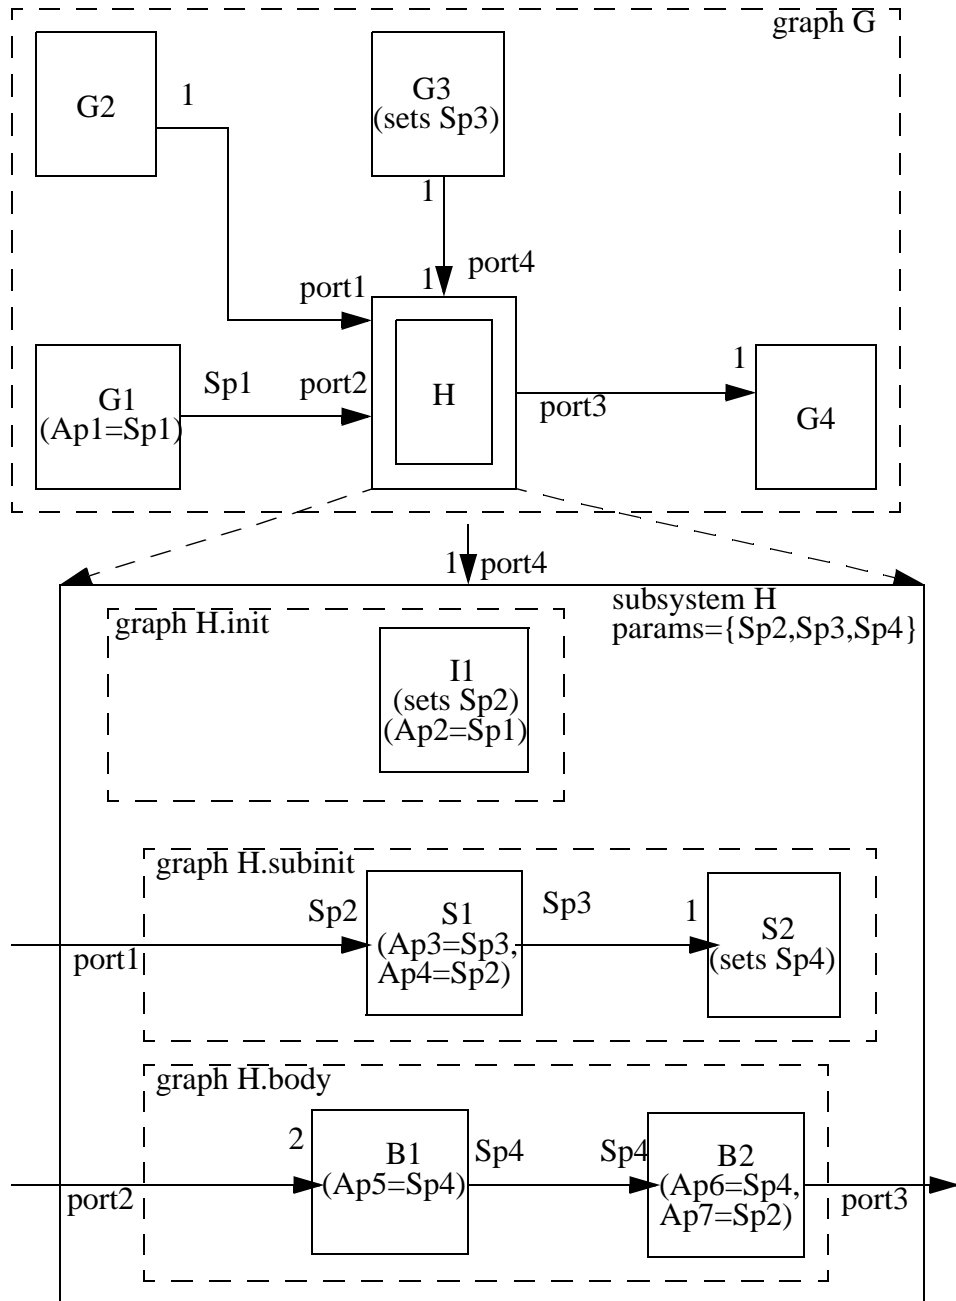 graph G
G2
1
G3
(sets Sp3)
1
port4
1
port1
G1
(Ap1=Sp1)
Sp1
port2
H
port3
1
G4
1
port4
subsystem H
params={Sp2,Sp3,Sp4}
graph H.init
I1
(sets Sp2)
(Ap2=Sp1)
graph H.subinit
Sp2
S1
(Ap3=Sp3,
Ap4=Sp2)
Sp3
1
S2
(sets Sp4)
port1
graph H.body
2
B1
(Ap5=Sp4)
Sp4
Sp4
B2
(Ap6=Sp4,
Ap7=Sp2)
port2
port3